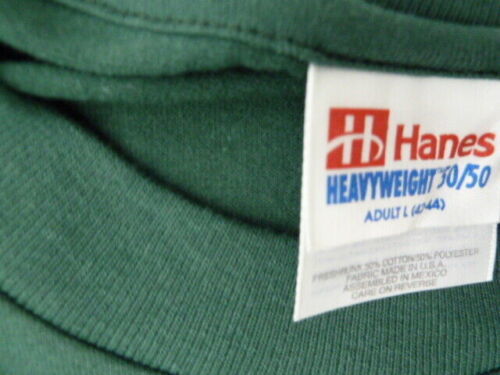 Hanes
HEAVYWEIGHT 50/50
ADULT L (42-44)
50% COTTON/50% POLYESTER
FABRIC MADE IN U.S.A.
ASSEMBLED IN MEXICO
CARE ON REVERSE